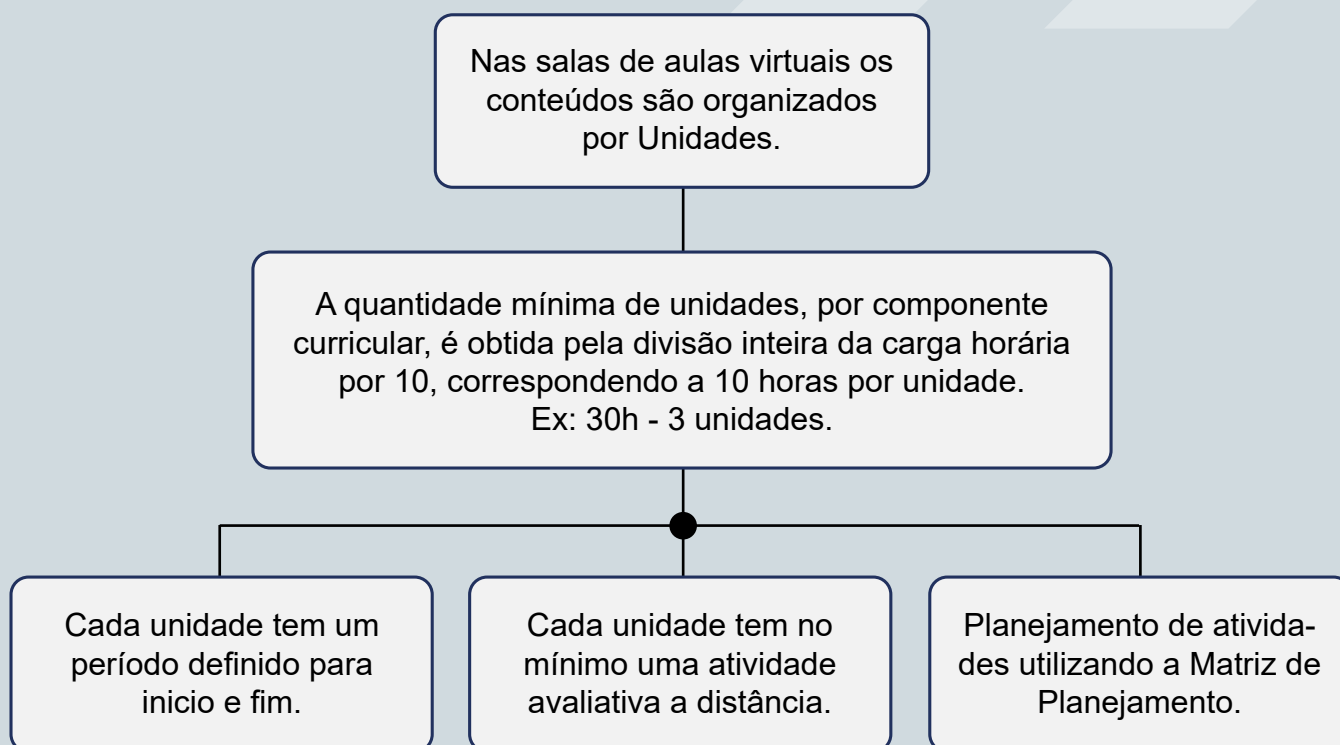 Nas salas de aulas virtuais os
conteúdos são organizados
por Unidades.
A quantidade mínima de unidades, por componente
curricular, é obtida pela divisão inteira da carga horária
por 10, correspondendo a 10 horas por unidade.
Ex: 30h - 3 unidades.
Cada unidade tem um
período definido para
inicio e fim.
Cada unidade tem no
mínimo uma atividade
avaliativa a distância.
Planejamento de ativida-
des utilizando a Matriz de
Planejamento.